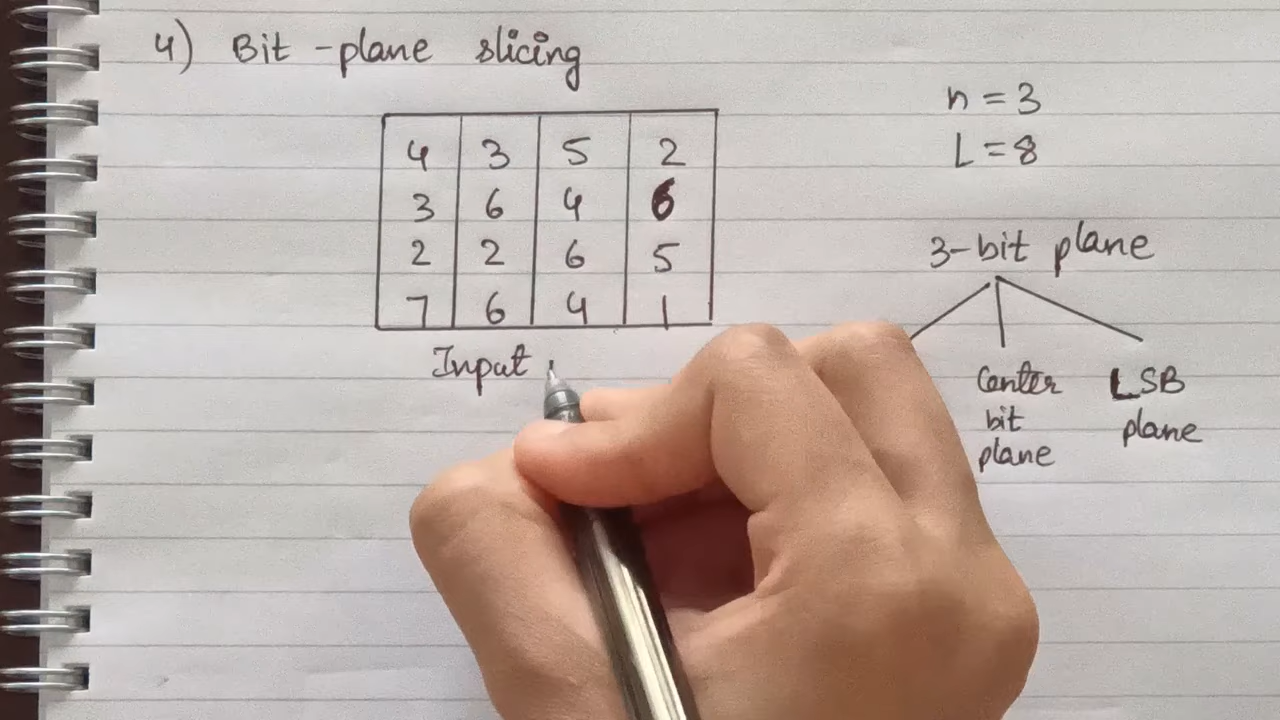 4) Bit-plane slicing
4 3 5 2
3 6 4 6
2 2 6 5
7 6 4 1
Input
n = 3
L = 8
3-bit plane
Center
bit
plane
LSB
plane